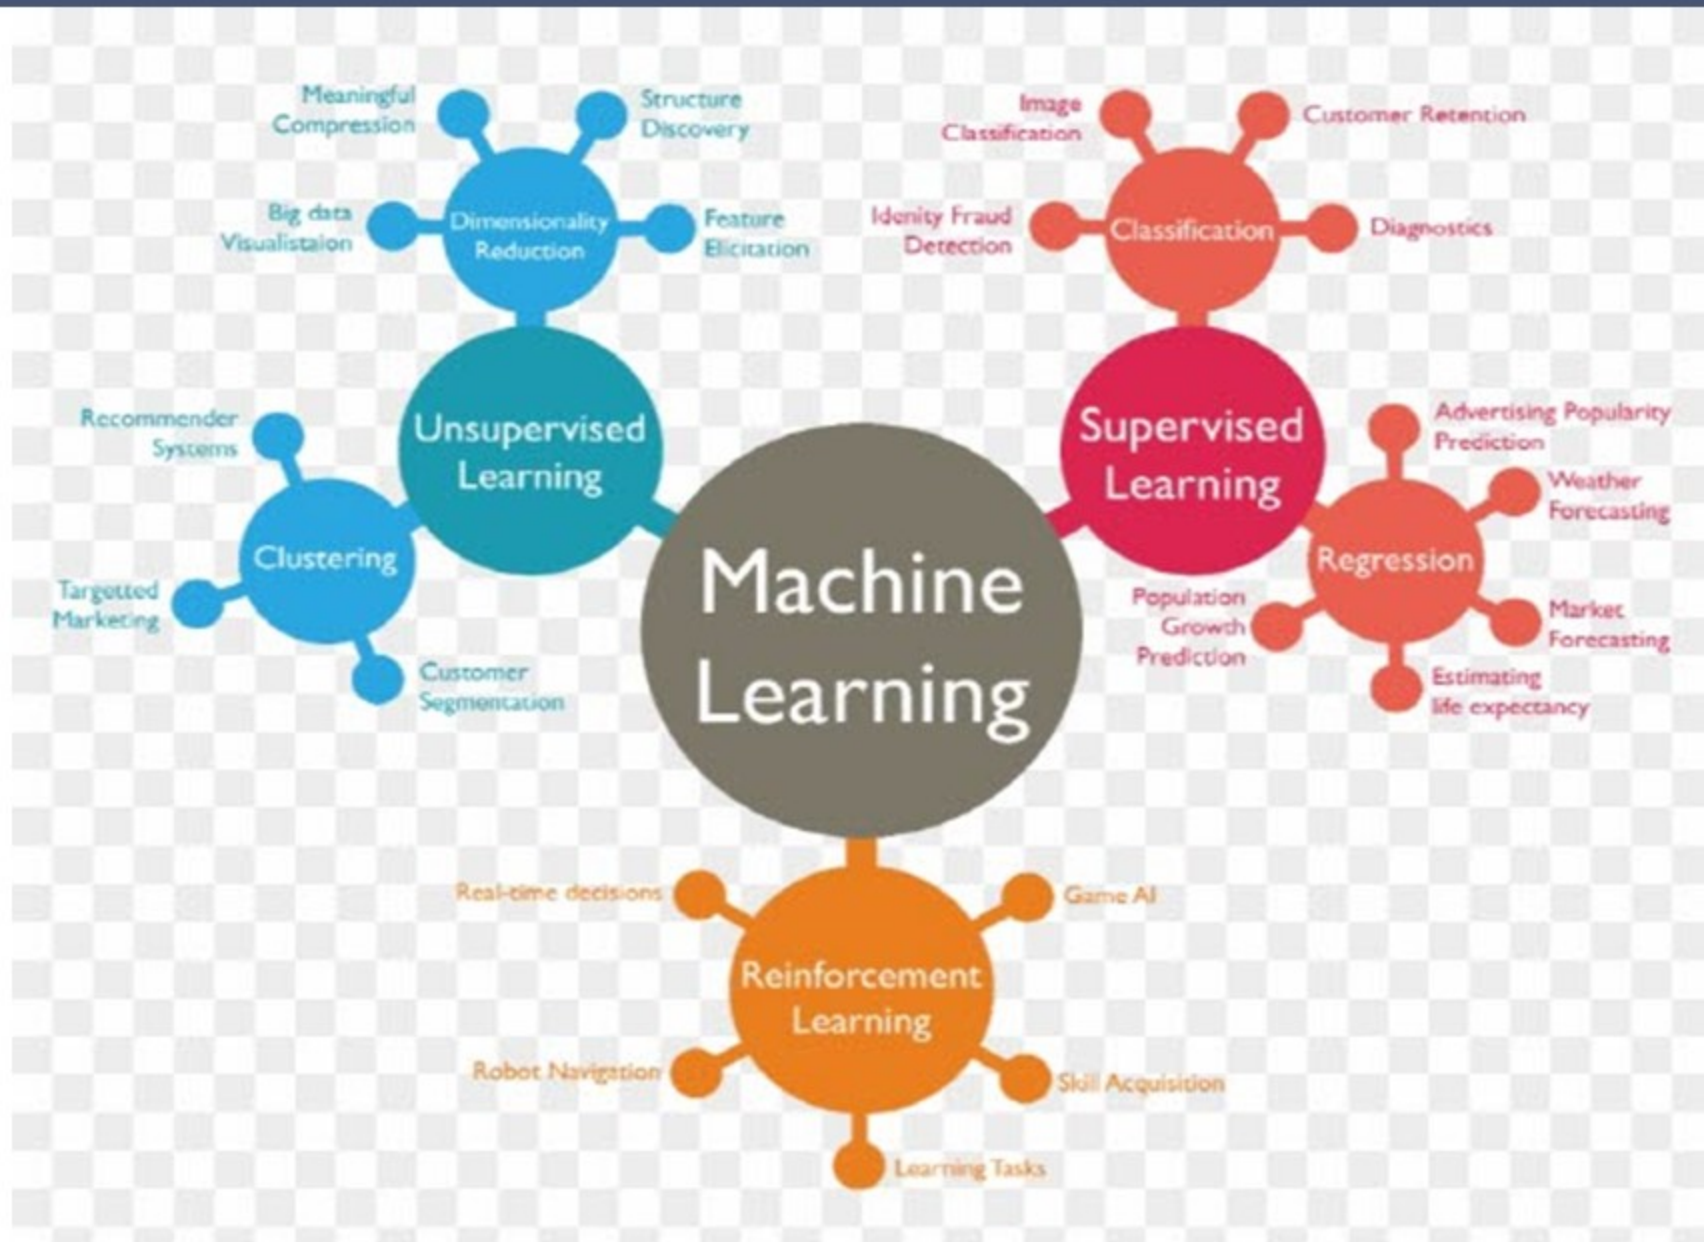 Meaningful
Compression
Structure
Discovery
Big data
Visualistaion
Dimensionality
Reduction
Feature
Elicitation
Image
Classification
Customer Retention
Idenity Fraud
Detection
Classification
Diagnostics
Unsupervised
Learning
Supervised
Learning
Recommender
Systems
Clustering
Targetted
Marketing
Customer
Segmentation
Machine
Learning
Advertising Popularity
Prediction
Weather
Forecasting
Regression
Population
Growth
Prediction
Market
Forecasting
Estimating
life expectancy
Real-time decisions
Game AI
Reinforcement
Learning
Robot Navigation
Skill Acquisition
Learning Tasks